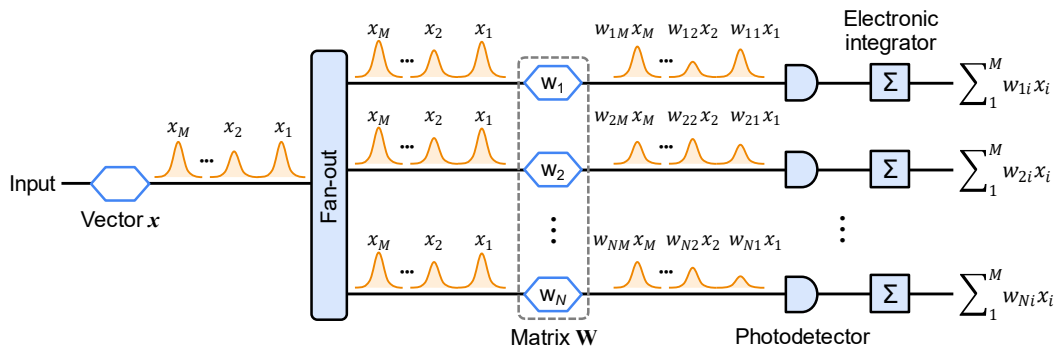 x_M ... x_2 x_1
w_{1M}x_M ... w_{12}x_2 w_{11}x_1
Electronic
integrator
w_1
Σ
∑_1^M w_{1i}x_i
x_M ... x_2 x_1
w_{2M}x_M ... w_{22}x_2 w_{21}x_1
x_M ... x_2 x_1
Input
Vector x
Fan-out
w_2
Σ
∑_1^M w_{2i}x_i
⋮
⋮
x_M ... x_2 x_1
w_{NM}x_M ... w_{N2}x_2 w_{N1}x_1
w_N
Σ
∑_1^M w_{Ni}x_i
Matrix W
Photodetector